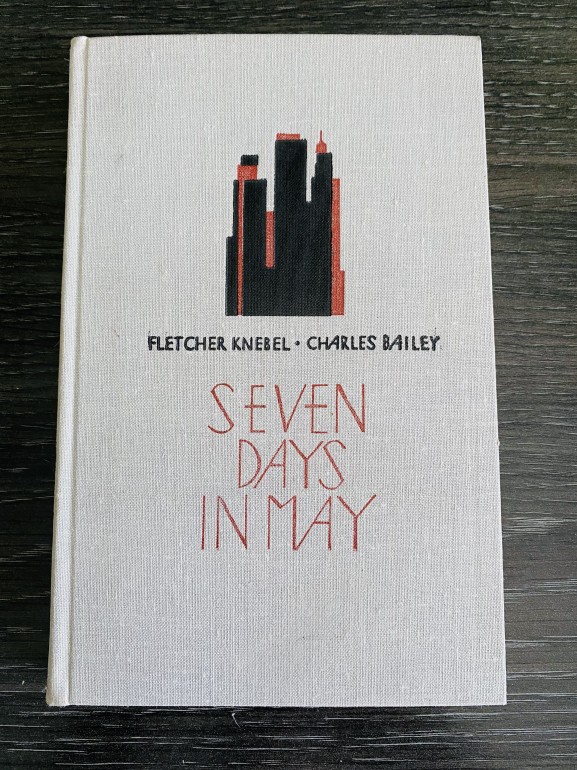 FLETCHER KNEBEL • CHARLES BAILEY
SEVEN
DAYS
IN MAY